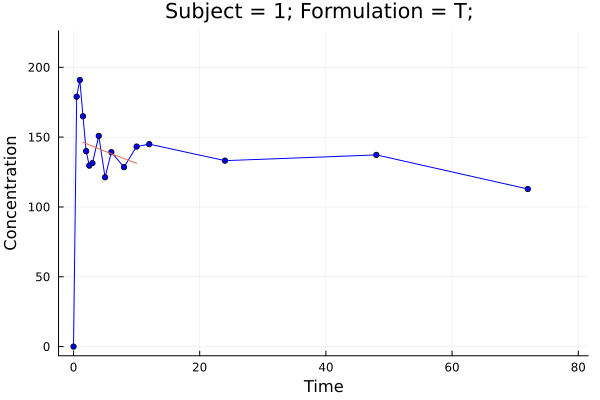 Subject = 1; Formulation = T;
200
150
100
50
0
Concentration
0 20 40 60 80
Time